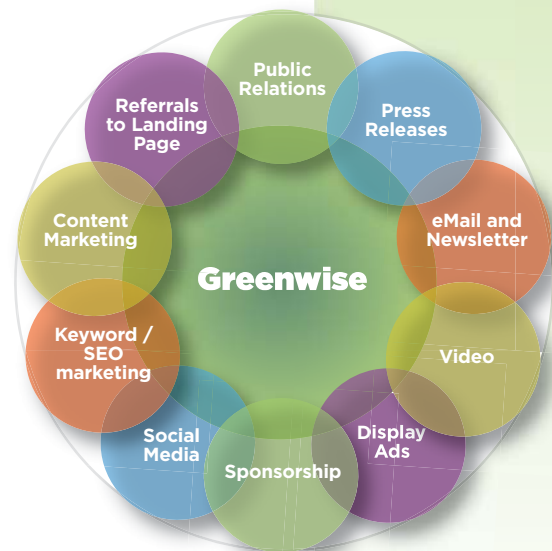 Public
Relations
Press
Releases
eMail and
Newsletter
Video
Display
Ads
Sponsorship
Social
Media
Keyword /
SEO
marketing
Content
Marketing
Referrals
to Landing
Page
Greenwise